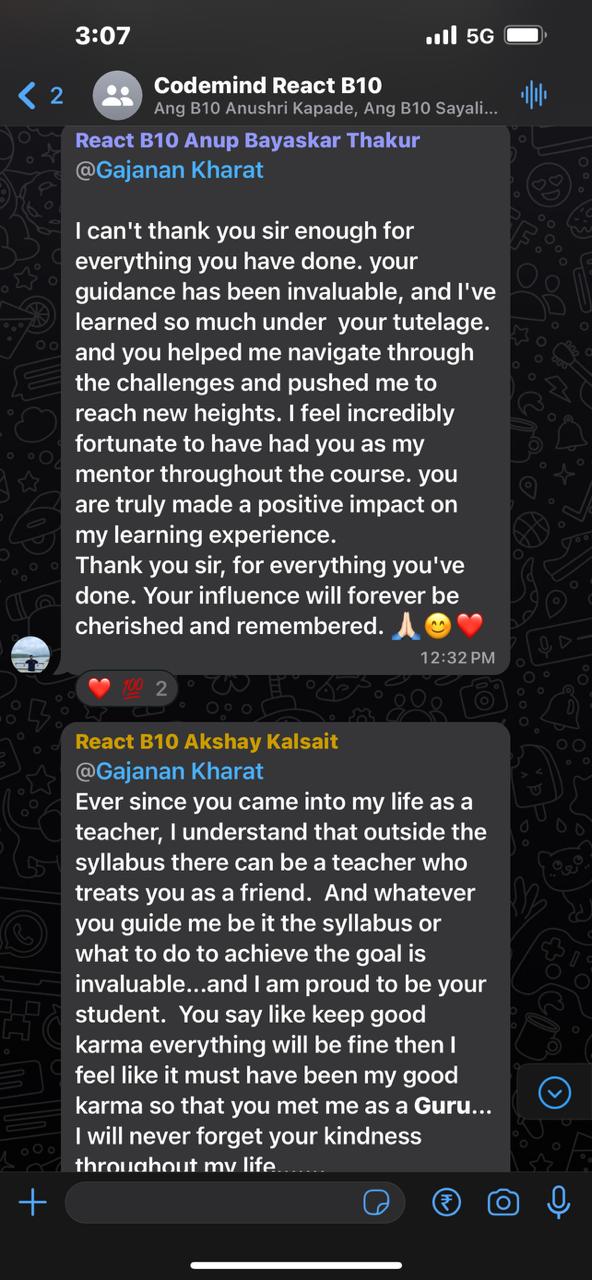 3:07
5G
2
Codemind React B10
Ang B10 Anushri Kapade, Ang B10 Sayali...
React B10 Anup Bayaskar Thakur
@Gajanan Kharat
I can't thank you sir enough for
everything you have done. your
guidance has been invaluable, and I've
learned so much under  your tutelage.
and you helped me navigate through
the challenges and pushed me to
reach new heights. I feel incredibly
fortunate to have had you as my
mentor throughout the course. you
are truly made a positive impact on
my learning experience.
Thank you sir, for everything you've
done. Your influence will forever be
cherished and remembered. 🙏🏻😊❤️
12:32 PM
❤️ 💯 2
React B10 Akshay Kalsait
@Gajanan Kharat
Ever since you came into my life as a
teacher, I understand that outside the
syllabus there can be a teacher who
treats you as a friend.  And whatever
you guide me be it the syllabus or
what to do to achieve the goal is
invaluable...and I am proud to be your
student.  You say like keep good
karma everything will be fine then I
feel like it must have been my good
karma so that you met me as a Guru...
I will never forget your kindness
throughout my life........
₹